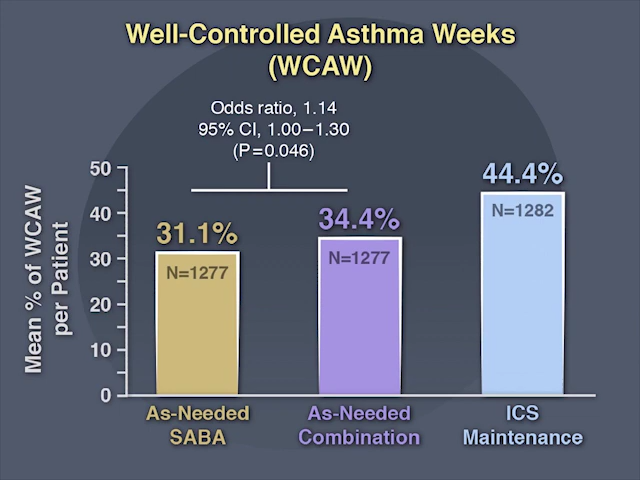 Well-Controlled Asthma Weeks
(WCAW)
Odds ratio, 1.14
95% CI, 1.00–1.30
(P=0.046)
Mean % of WCAW
per Patient
50
40
30
20
10
0
31.1%
N=1277
34.4%
N=1277
44.4%
N=1282
As-Needed
SABA
As-Needed
Combination
ICS
Maintenance